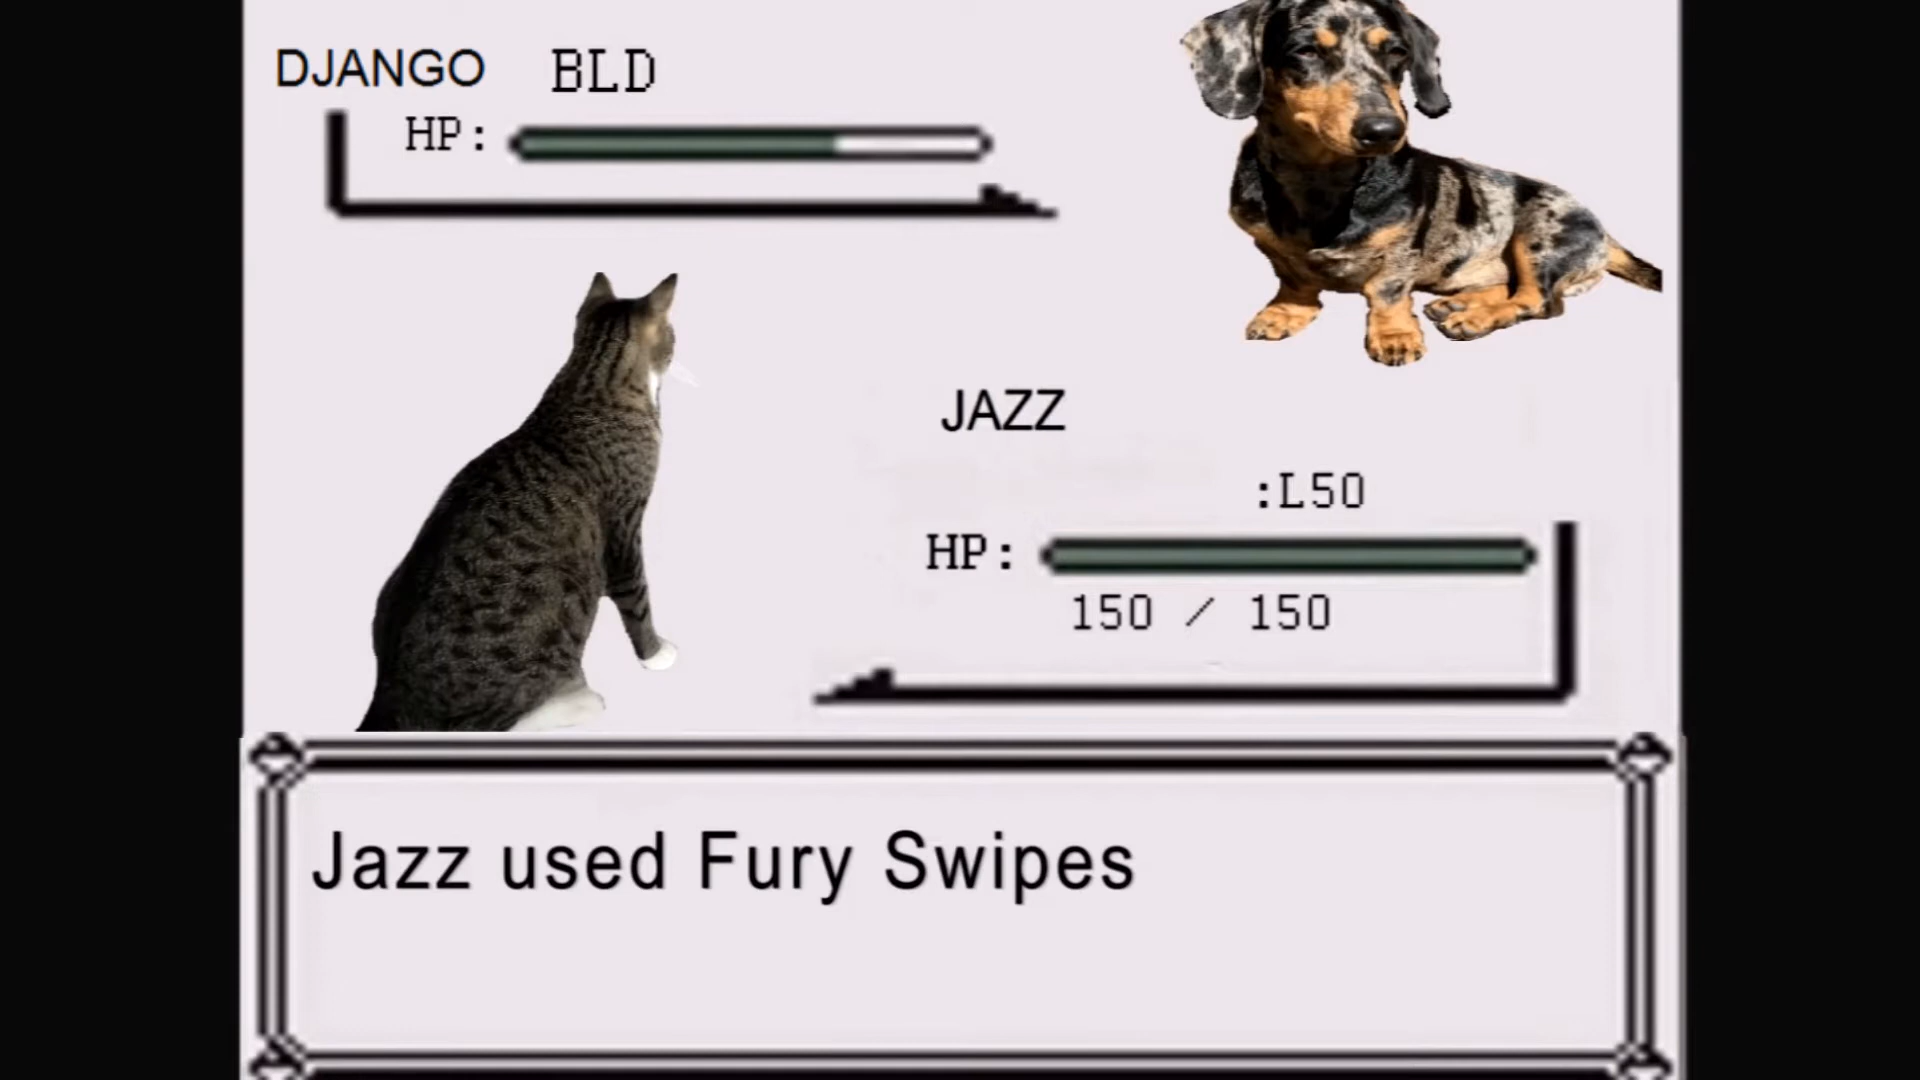 DJANGO BLD
HP:
JAZZ
:L50
HP:
150 / 150
Jazz used Fury Swipes